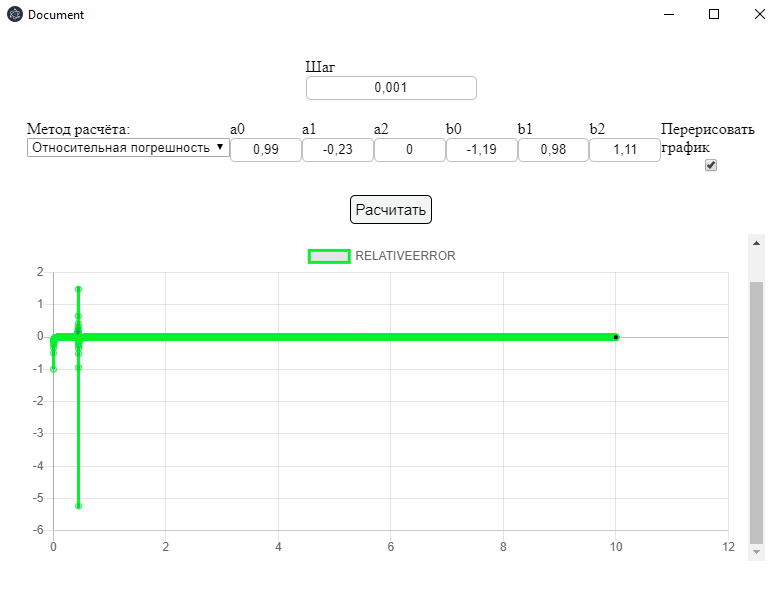 Document
Шаг
0,001
Метод расчёта: a0 a1 a2 b0 b1 b2 Перерисовать
график
Относительная погрешность 0,99 -0,23 0 -1,19 0,98 1,11
Расчитать
RELATIVEERROR
2
1
0
-1
-2
-3
-4
-5
-6
0 2 4 6 8 10 12